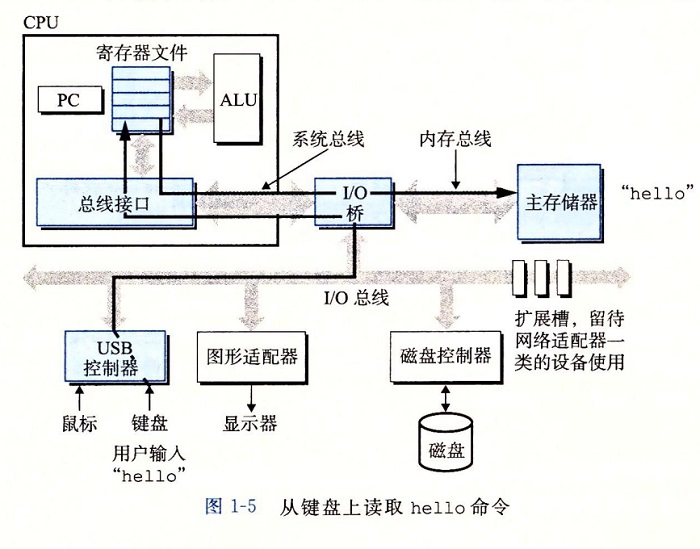 CPU
寄存器文件
PC
ALU
系统总线
内存总线
总线接口
I/O
桥
主存储器
“hello”
I/O 总线
扩展槽，留待
网络适配器一
类的设备使用
USB
控制器
图形适配器
磁盘控制器
鼠标
键盘
显示器
磁盘
用户输入
“hello”
图 1-5 从键盘上读取 hello 命令